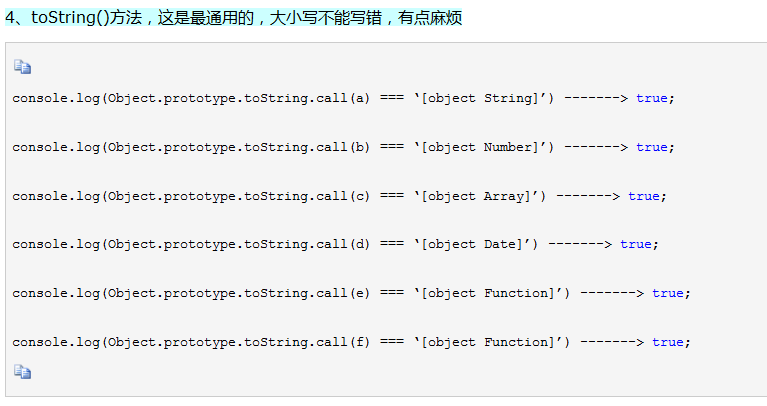 4、toString()方法，这是最通用的，大小写不能写错，有点麻烦
console.log(Object.prototype.toString.call(a) === ‘[object String]’) -------> true;
console.log(Object.prototype.toString.call(b) === ‘[object Number]’) -------> true;
console.log(Object.prototype.toString.call(c) === ‘[object Array]’) -------> true;
console.log(Object.prototype.toString.call(d) === ‘[object Date]’) -------> true;
console.log(Object.prototype.toString.call(e) === ‘[object Function]’) -------> true;
console.log(Object.prototype.toString.call(f) === ‘[object Function]’) -------> true;